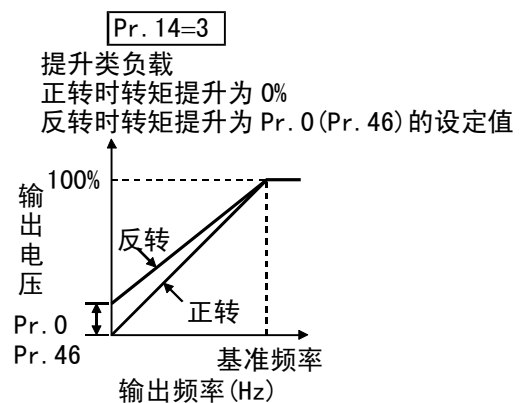 Pr.14=3
提升类负载
正转时转矩提升为0%
反转时转矩提升为Pr.0(Pr.46)的设定值
100%
输出电压
反转
正转
Pr.0
Pr.46
基准频率
输出频率(Hz)